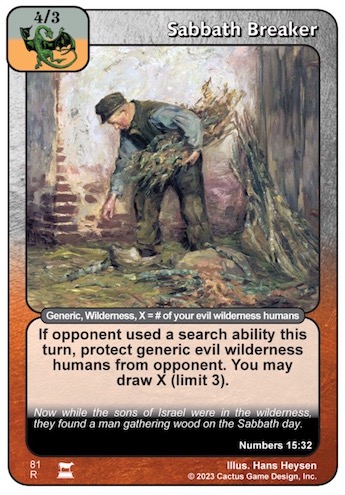 4/3
Sabbath Breaker
Generic, Wilderness, X = # of your evil wilderness humans
If opponent used a search ability this
turn, protect generic evil wilderness
humans from opponent. You may
draw X (limit 3).
Now while the sons of Israel were in the wilderness,
they found a man gathering wood on the Sabbath day.
Numbers 15:32
81
R
Illus. Hans Heysen
© 2023 Cactus Game Design, Inc.